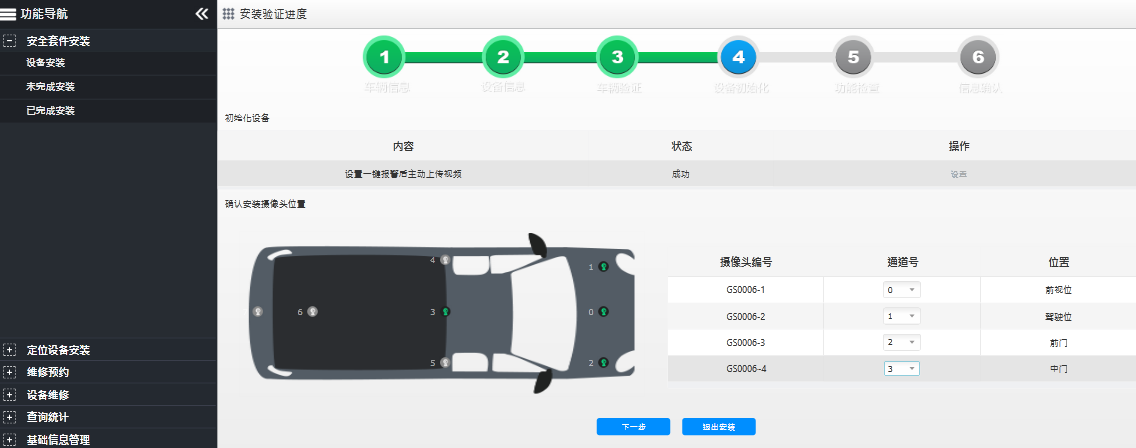 功能导航
安全套件安装
设备安装
未完成安装
已完成安装
定位设备安装
维修预约
设备维修
查询统计
基础信息管理
安装验证进度
1 2 3 4 5 6
车辆信息 设备信息 车辆验证 设备初始化 功能检查 信息确认
初始化设备
内容 状态 操作
设置一键报警后主动上传视频 成功 设置
确认安装摄像头位置
4 1
6 3 0
5 2
摄像头编号 通道号 位置
GS0006-1 0 前视位
GS0006-2 1 驾驶位
GS0006-3 2 前门
GS0006-4 3 中门
下一步 退出安装